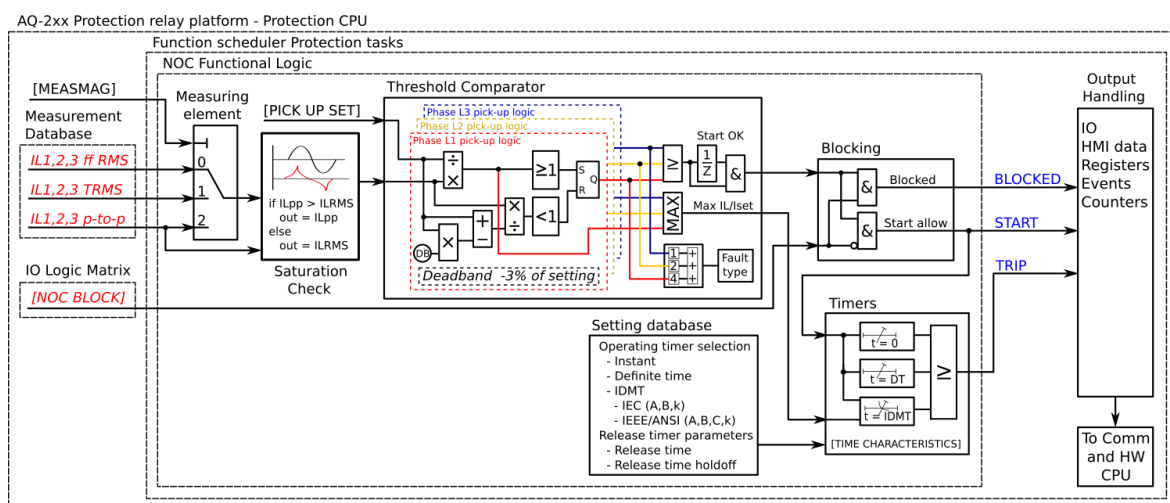 AQ-2xx Protection relay platform - Protection CPU
Function scheduler Protection tasks
NOC Functional Logic
[MEASMAG]
Measurement
Database
IL1,2,3 ff RMS
IL1,2,3 TRMS
IL1,2,3 p-to-p
IO Logic Matrix
[NOC BLOCK]
Measuring
element
0
1
2
[PICK UP SET]
if ILpp > ILRMS
out = ILpp
else
out = ILRMS
Saturation
Check
Threshold Comparator
Phase L3 pick-up logic
Phase L2 pick-up logic
Phase L1 pick-up logic
÷
×
≥1
S
Q
R
×
÷
<1
+
−
×
DB
Deadband -3% of setting
≥
Start OK
1
Z
&
MAX
Max IL/Iset
1 +
2 +
4 +
Fault
type
Blocking
&
Blocked
&
Start allow
BLOCKED
START
TRIP
Output
Handling
IO
HMI data
Registers
Events
Counters
To Comm
and HW
CPU
Setting database
Operating timer selection
- Instant
- Definite time
- IDMT
- IEC (A,B,k)
- IEEE/ANSI (A,B,C,k)
Release timer parameters
- Release time
- Release time holdoff
Timers
t = 0
t = DT
t = IDMT
≥
[TIME CHARACTERISTICS]